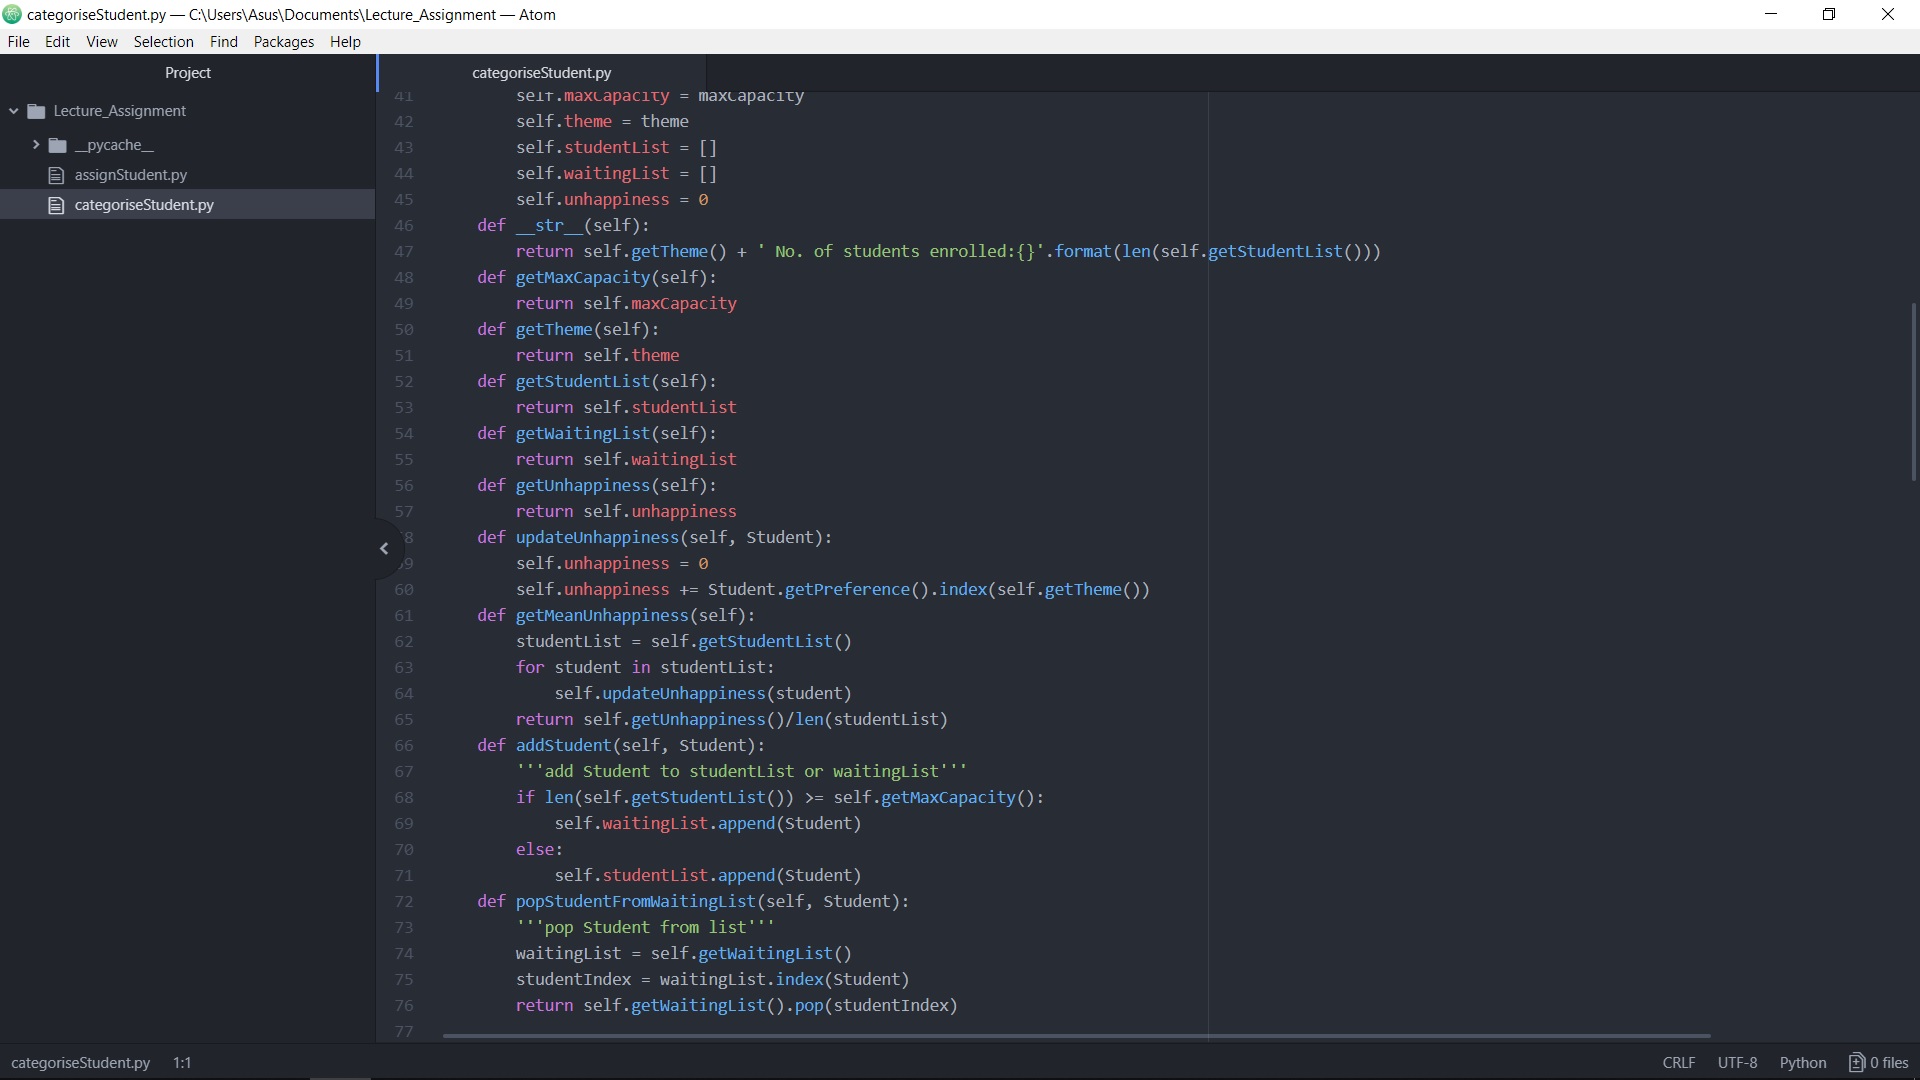 categoriseStudent.py — C:\Users\Asus\Documents\Lecture_Assignment — Atom
File Edit View Selection Find Packages Help
Project
Lecture_Assignment
__pycache__
assignStudent.py
categoriseStudent.py
categoriseStudent.py
41 self.maxCapacity = maxCapacity
42 self.theme = theme
43 self.studentList = []
44 self.waitingList = []
45 self.unhappiness = 0
46 def __str__(self):
47 return self.getTheme() + ' No. of students enrolled:{}'.format(len(self.getStudentList()))
48 def getMaxCapacity(self):
49 return self.maxCapacity
50 def getTheme(self):
51 return self.theme
52 def getStudentList(self):
53 return self.studentList
54 def getWaitingList(self):
55 return self.waitingList
56 def getUnhappiness(self):
57 return self.unhappiness
8 def updateUnhappiness(self, Student):
9 self.unhappiness = 0
60 self.unhappiness += Student.getPreference().index(self.getTheme())
61 def getMeanUnhappiness(self):
62 studentList = self.getStudentList()
63 for student in studentList:
64 self.updateUnhappiness(student)
65 return self.getUnhappiness()/len(studentList)
66 def addStudent(self, Student):
67 '''add Student to studentList or waitingList'''
68 if len(self.getStudentList()) >= self.getMaxCapacity():
69 self.waitingList.append(Student)
70 else:
71 self.studentList.append(Student)
72 def popStudentFromWaitingList(self, Student):
73 '''pop Student from list'''
74 waitingList = self.getWaitingList()
75 studentIndex = waitingList.index(Student)
76 return self.getWaitingList().pop(studentIndex)
77
categoriseStudent.py 1:1 CRLF UTF-8 Python 0 files